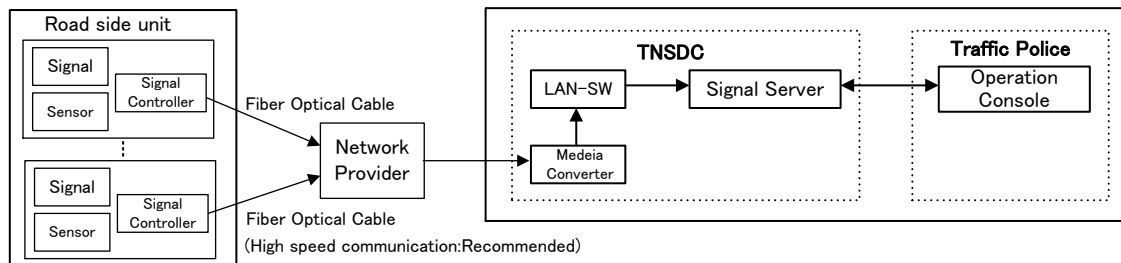 Road side unit
Signal
Signal
Controller
Sensor
Signal
Signal
Controller
Sensor
Fiber Optical Cable
Fiber Optical Cable
(High speed communication:Recommended)
Network
Provider
TNSDC
LAN-SW
Signal Server
Medeia
Converter
Traffic Police
Operation
Console